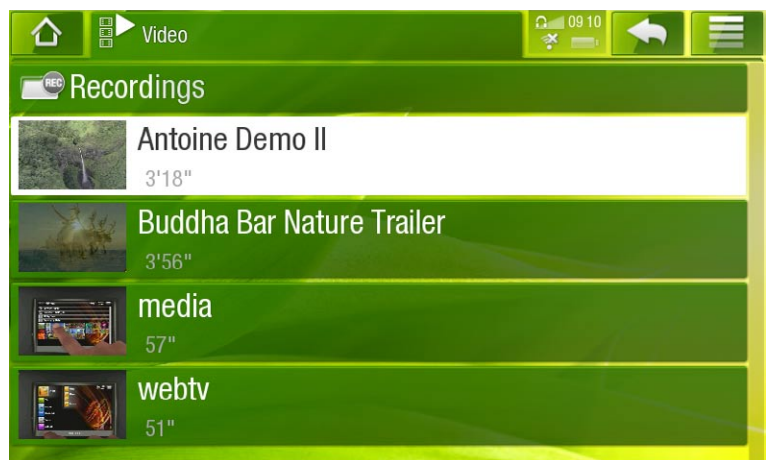 Video
09 10
REC
Recordings
Antoine Demo II
3'18"
Buddha Bar Nature Trailer
3'56"
media
57"
webtv
51"